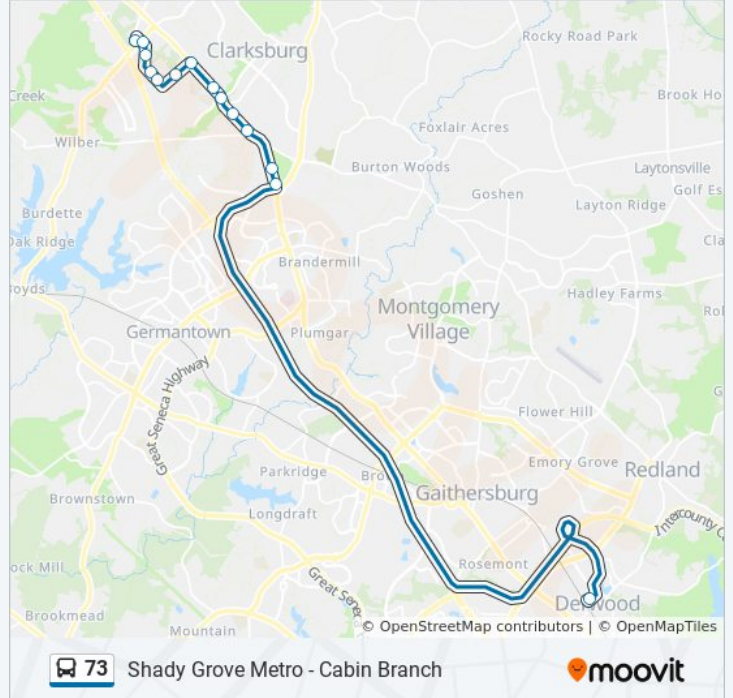 Clarksburg
Rocky Road Park
Creek
Brook Ho
Foxlair Acres
Wilber
Burton Woods
Laytonsville
Goshen
Golf Es
Layton Ridge
Burdette
Cla
Oak Ridge
Brandermill
Boyds
Hadley Farms
Montgomery
Village
Rol
Germantown
Plumgar
Great Seneca Highway
G
Flower Hill
Emory Grove
Redland
Parkridge
Bro
Gaithersburg
Brownstown
Longdraft
Intercounty C
ock Mill
Rosemont
Great Sene
Derwood
Brookmead
Mountain
© OpenStreetMap contributors | © OpenMapTiles
73 Shady Grove Metro - Cabin Branch
moovit